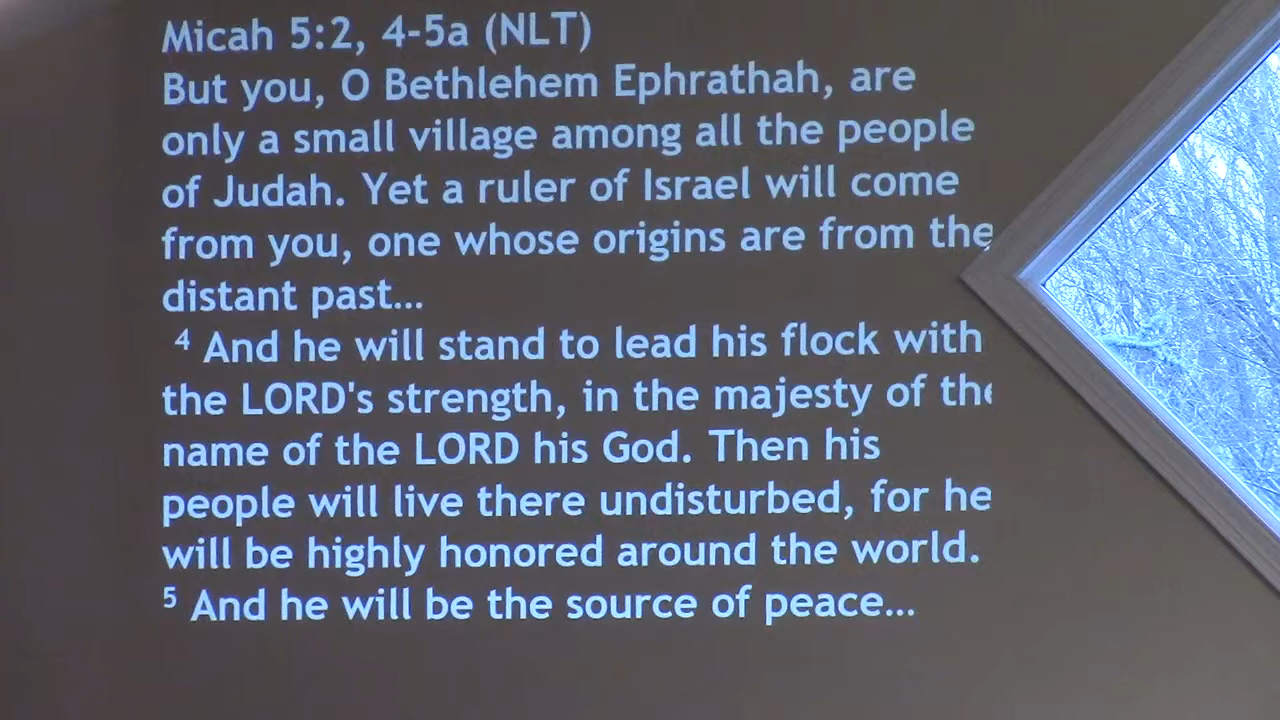 Micah 5:2, 4-5a (NLT)
But you, O Bethlehem Ephrathah, are
only a small village among all the people
of Judah. Yet a ruler of Israel will come
from you, one whose origins are from the
distant past...
4 And he will stand to lead his flock with
the LORD's strength, in the majesty of the
name of the LORD his God. Then his
people will live there undisturbed, for he
will be highly honored around the world.
5 And he will be the source of peace...